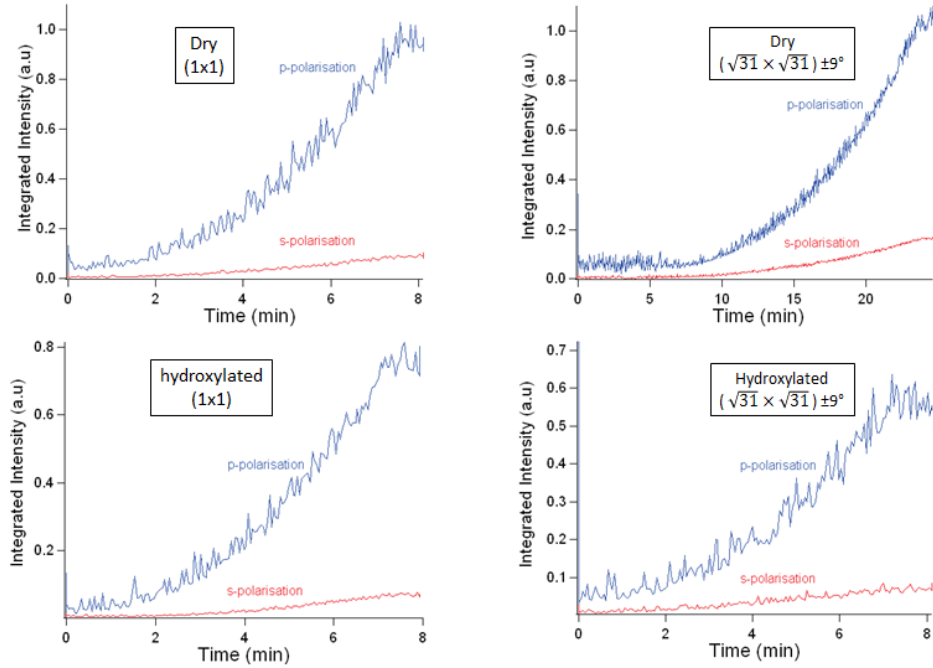 Dry
(1x1)
p-polarisation
s-polarisation
Integrated Intensity (a.u)
1.0
0.8
0.6
0.4
0.2
0.0
0
2
4
6
8
Time (min)
Dry
( √31 × √31 ) ±9°
p-polarisation
s-polarisation
Integrated Intensity (a.u)
1.0
0.8
0.6
0.4
0.2
0.0
0
5
10
15
20
Time (min)
hydroxylated
(1x1)
p-polarisation
s-polarisation
Integrated Intensity (a.u)
0.8
0.6
0.4
0.2
0
2
4
6
8
Time (min)
Hydroxylated
( √31 × √31 ) ±9°
p-polarisation
s-polarisation
Integrated Intensity (a.u)
0.7
0.6
0.5
0.4
0.3
0.2
0.1
0
2
4
6
8
Time (min)